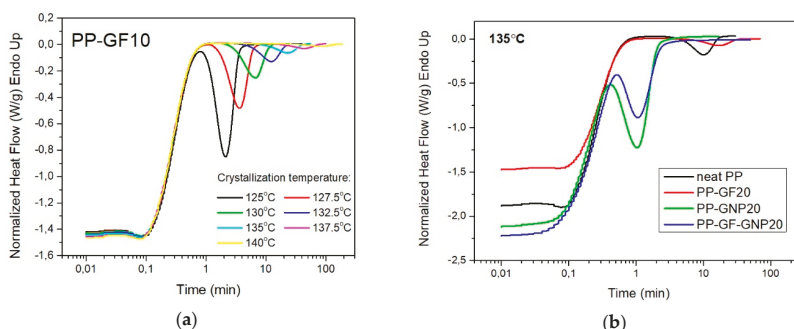 PP-GF10
Normalized Heat Flow (W/g) Endo Up
0,2
0,0
-0,2
-0,4
-0,6
-0,8
-1,0
-1,2
-1,4
-1,6
Crystallization temperature:
125°C 127.5°C
130°C 132.5°C
135°C 137.5°C
140°C
0,01 0,1 1 10 100
Time (min)
(a)
135°C
Normalized Heat Flow (W/g) Endo Up
0,0
-0,5
-1,0
-1,5
-2,0
-2,5
neat PP
PP-GF20
PP-GNP20
PP-GF-GNP20
0,01 0,1 1 10 100
Time (min)
(b)